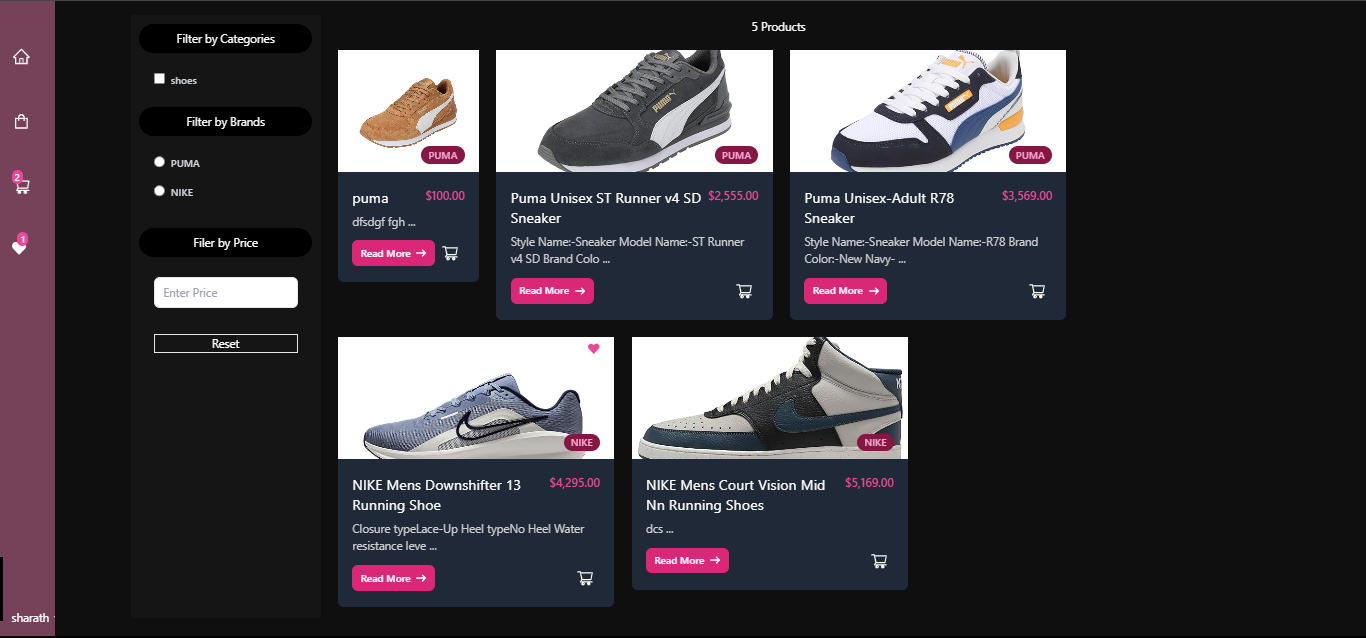 5 Products
Filter by Categories
shoes
Filter by Brands
PUMA
NIKE
Filer by Price
Enter Price
Reset
2
1
sharath
PUMA
puma
$100.00
dfsdgf fgh ...
Read More
PUMA
PUMA
Puma Unisex ST Runner v4 SD
Sneaker
$2,555.00
Style Name:-Sneaker Model Name:-ST Runner
v4 SD Brand Colo ...
Read More
PUMA
PUMA
Puma Unisex-Adult R78
Sneaker
$3,569.00
Style Name:-Sneaker Model Name:-R78 Brand
Color:-New Navy- ...
Read More
NIKE
NIKE Mens Downshifter 13
Running Shoe
$4,295.00
Closure typeLace-Up Heel typeNo Heel Water
resistance leve ...
Read More
NIKE
NIKE Mens Court Vision Mid
Nn Running Shoes
$5,169.00
dcs ...
Read More